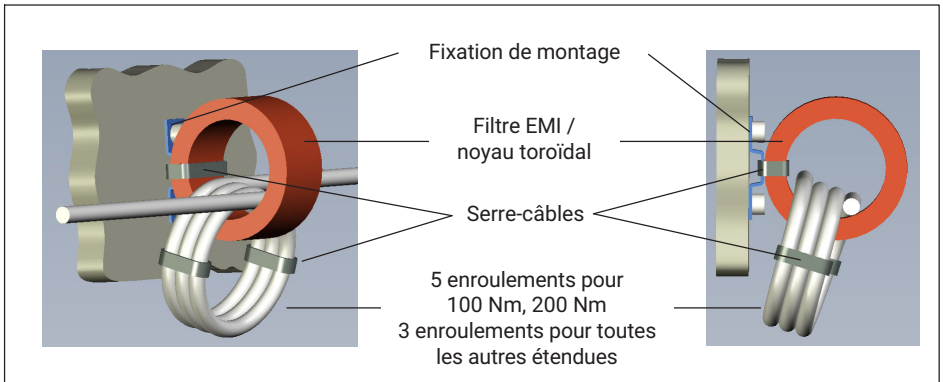 Fixation de montage
Filtre EMI /
noyau toroïdal
Serre-câbles
5 enroulements pour
100 Nm, 200 Nm
3 enroulements pour toutes
les autres étendues